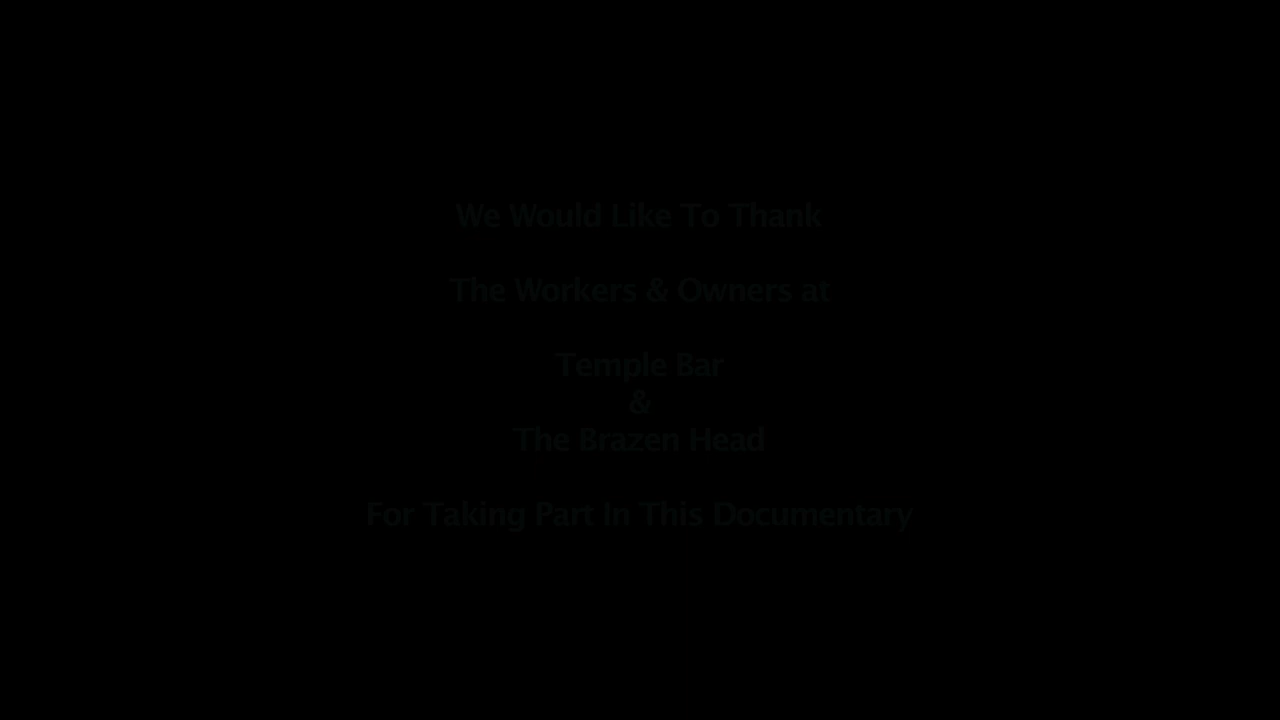 We Would Like To Thank
The Workers & Owners at
Temple Bar
&
The Brazen Head
For Taking Part In This Documentary